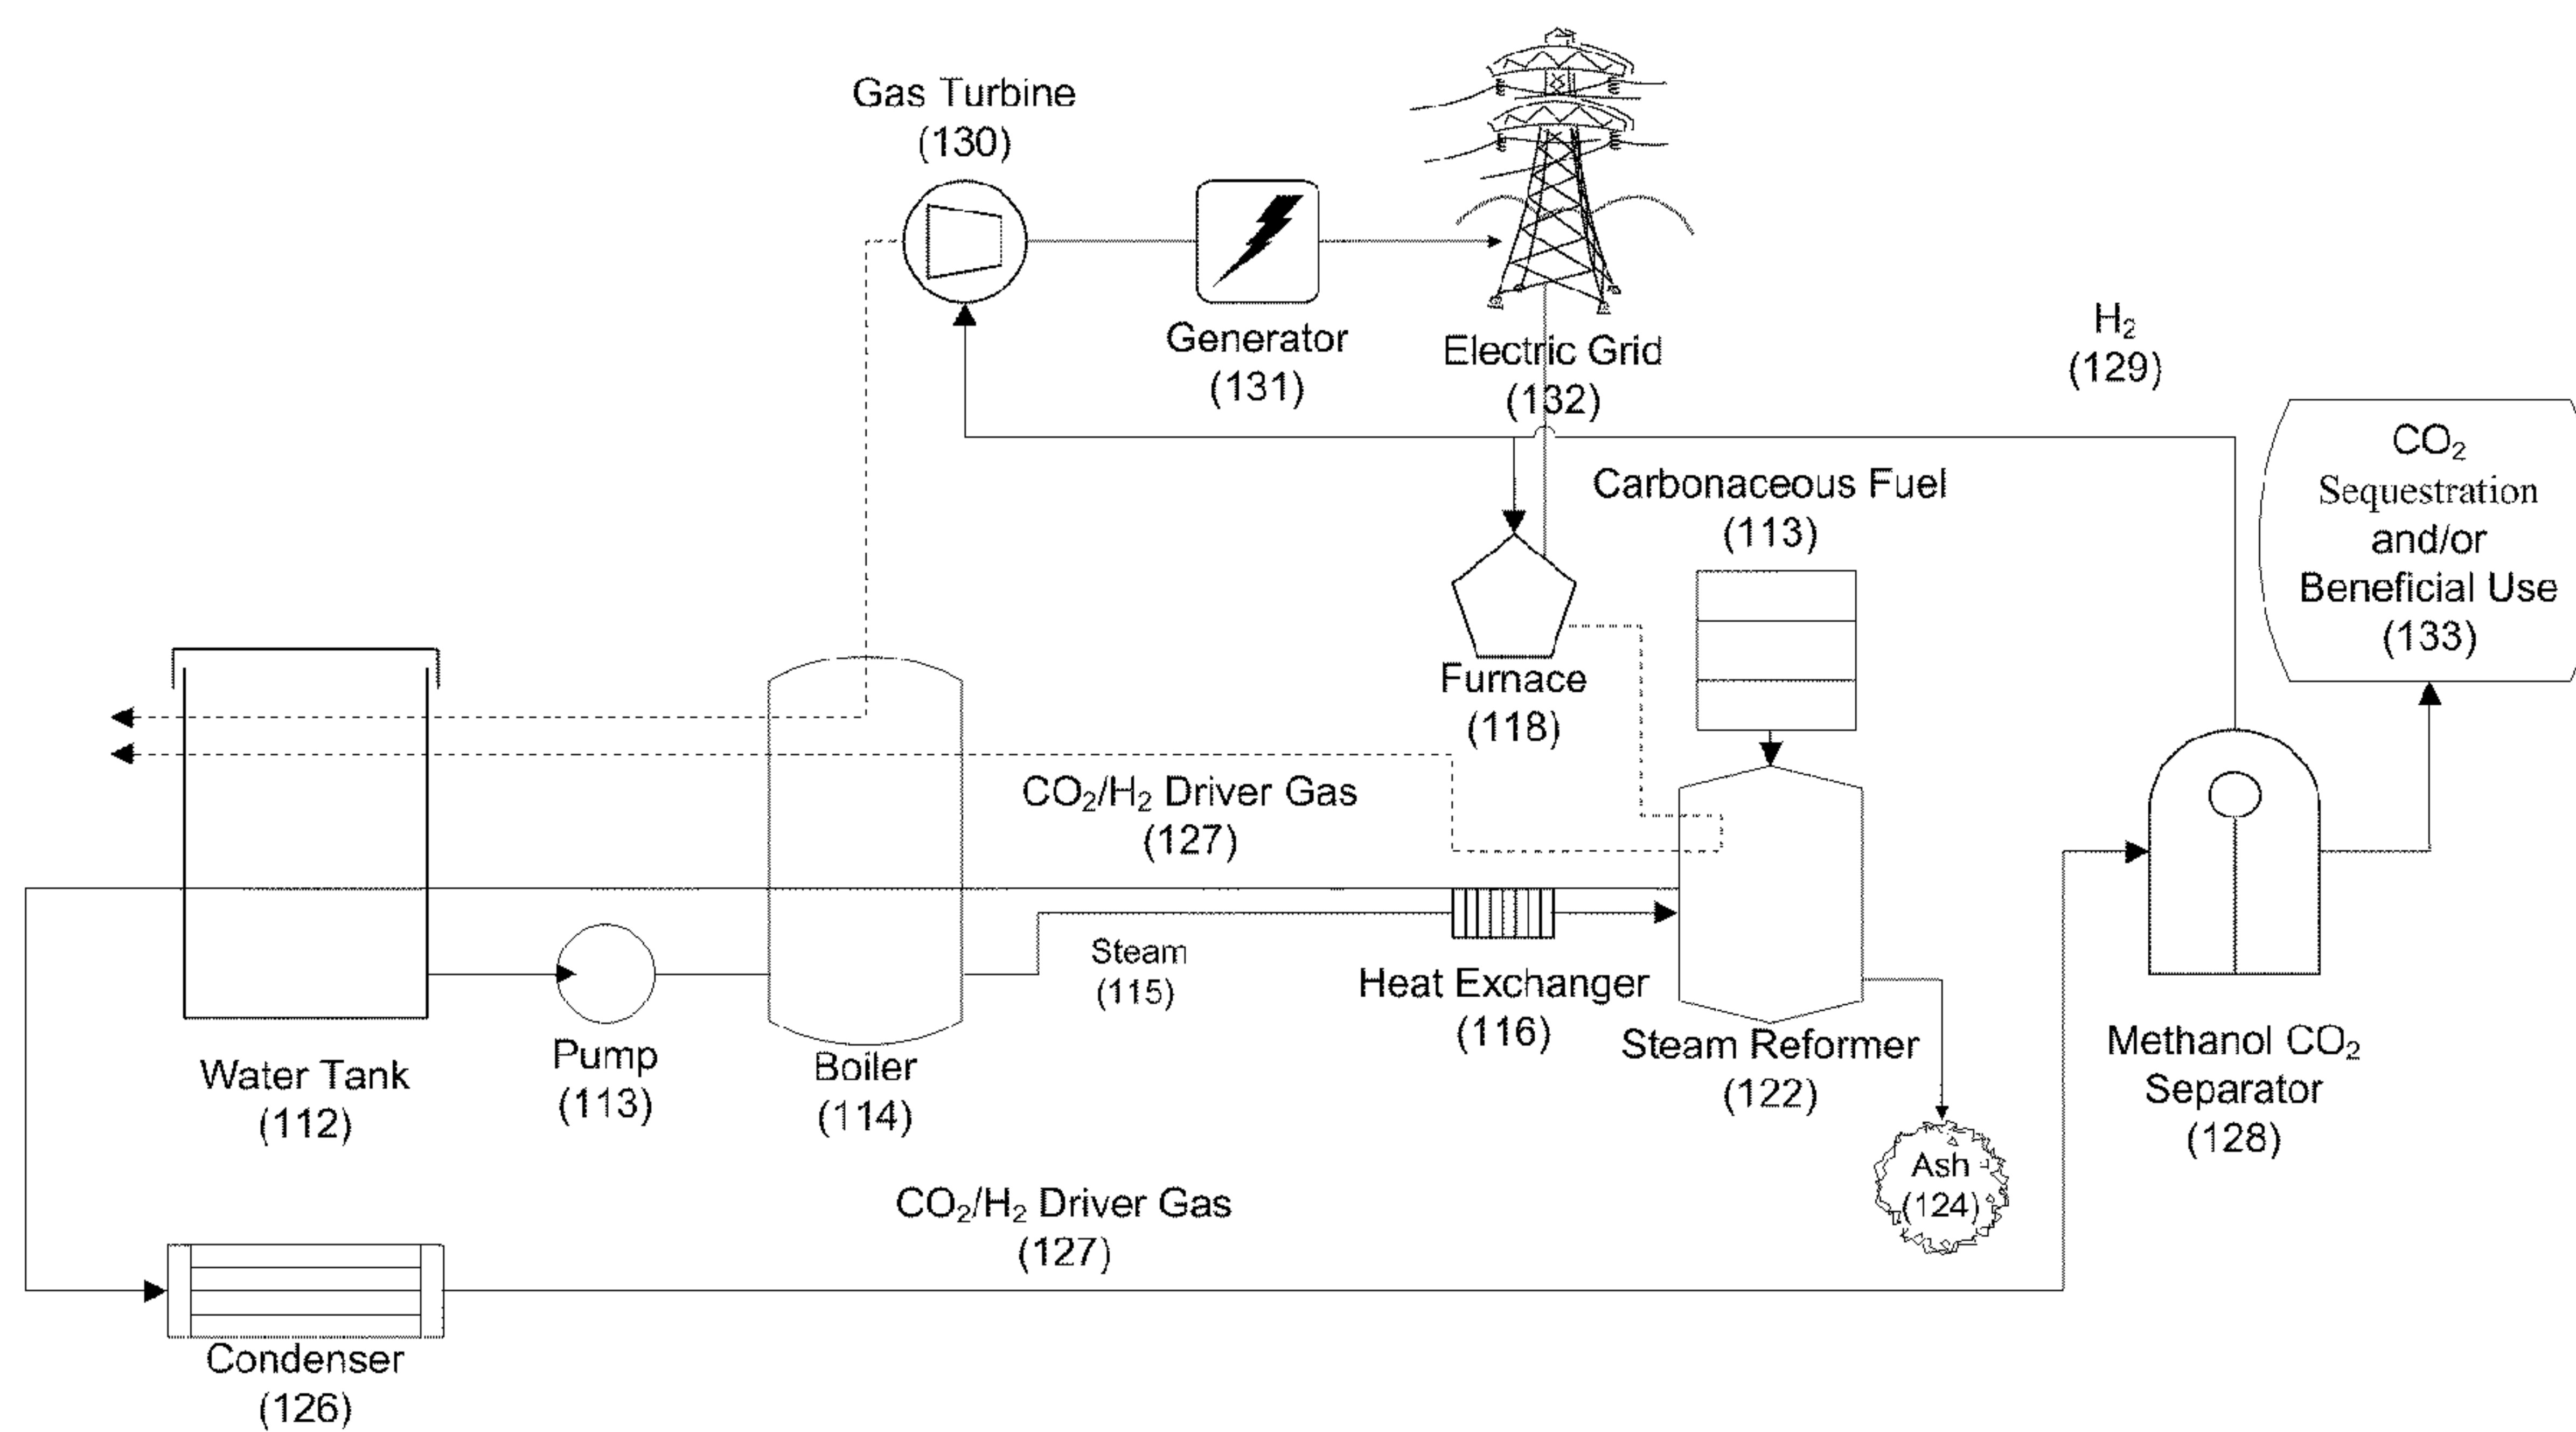 Gas Turbine
(130)
Generator
(131)
Electric Grid
(132)
H₂
(129)
CO₂
Sequestration
and/or
Beneficial Use
(133)
Carbonaceous Fuel
(113)
Furnace
(118)
CO₂/H₂ Driver Gas
(127)
Steam
(115)
Heat Exchanger
(116)
Steam Reformer
(122)
Methanol CO₂
Separator
(128)
Water Tank
(112)
Pump
(113)
Boiler
(114)
Ash
(124)
CO₂/H₂ Driver Gas
(127)
Condenser
(126)